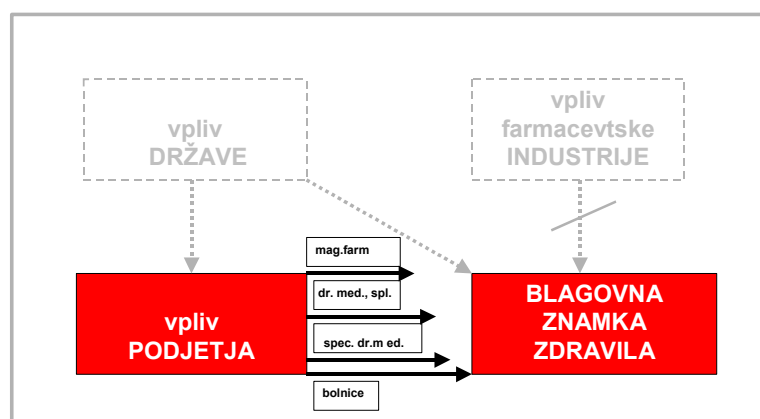 vpliv
DRŽAVE
vpliv
farmacevtske
INDUSTRIJE
mag.farm
dr. med., spl.
spec. dr.m ed.
bolnice
vpliv
PODJETJA
BLAGOVNA
ZNAMKA
ZDRAVILA